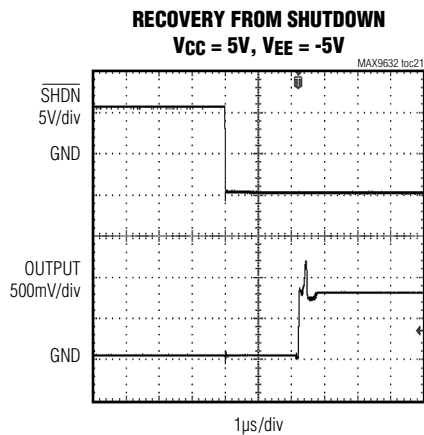 RECOVERY FROM SHUTDOWN
VCC = 5V, VEE = -5V
MAX9632 toc21
SHDN
5V/div
GND
OUTPUT
500mV/div
GND
1µs/div